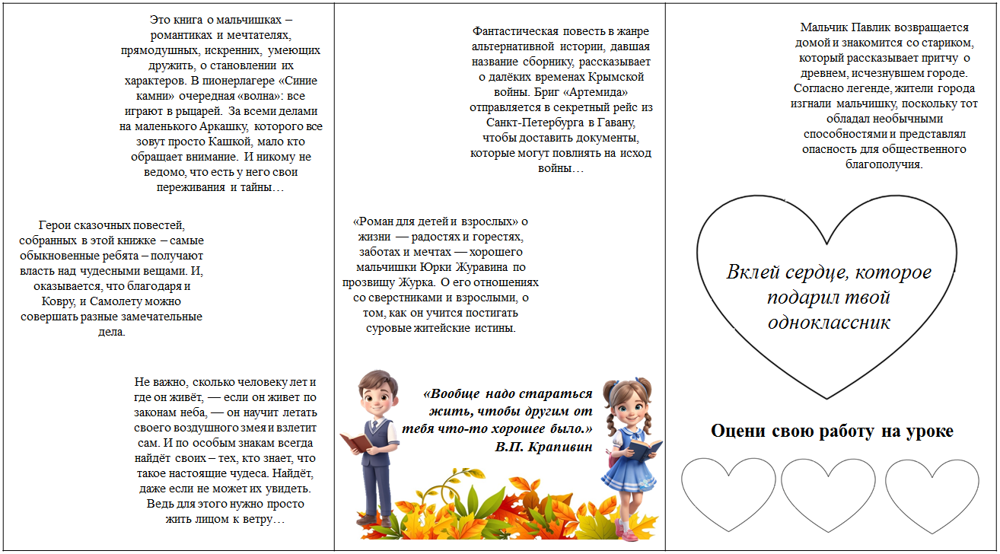 Это книга о мальчишках –
романтиках и мечтателях,
прямодушных, искренних, умеющих
дружить, о становлении их
характеров. В пионерлагере «Синие
камни» очередная «волна»: все
играют в рыцарей. За всеми делами
на маленького Аркашку, которого все
зовут просто Кашкой, мало кто
обращает внимание. И никому не
ведомо, что есть у него свои
переживания и тайны…
Герои сказочных повестей,
собранных в этой книжке – самые
обыкновенные ребята – получают
власть над чудесными вещами. И,
оказывается, что благодаря и
Ковру, и Самолету можно
совершать разные замечательные
дела.
Не важно, сколько человеку лет и
где он живёт, — если он живет по
законам неба, — он научит летать
своего воздушного змея и взлетит
сам. И по особым знакам всегда
найдёт своих – тех, кто знает, что
такое настоящие чудеса. Найдёт,
даже если не может их увидеть.
Ведь для этого нужно просто
жить лицом к ветру…
Фантастическая повесть в жанре
альтернативной истории, давшая
название сборнику, рассказывает
о далёких временах Крымской
войны. Бриг «Артемида»
отправляется в секретный рейс из
Санкт-Петербурга в Гавану,
чтобы доставить документы,
которые могут повлиять на исход
войны…
«Роман для детей и взрослых» о
жизни — радостях и горестях,
заботах и мечтах — хорошего
мальчишки Юрки Журавина по
прозвищу Журка. О его отношениях
со сверстниками и взрослыми, о
том, как он учится постигать
суровые житейские истины.
«Вообще надо стараться
жить, чтобы другим от
тебя что-то хорошее было.»
В.П. Крапивин
Мальчик Павлик возвращается
домой и знакомится со стариком,
который рассказывает притчу о
древнем, исчезнувшем городе.
Согласно легенде, жители города
изгнали мальчишку, поскольку тот
обладал необычными
способностями и представлял
опасность для общественного
благополучия.
Вклей сердце, которое
подарил твой
одноклассник
Оцени свою работу на уроке